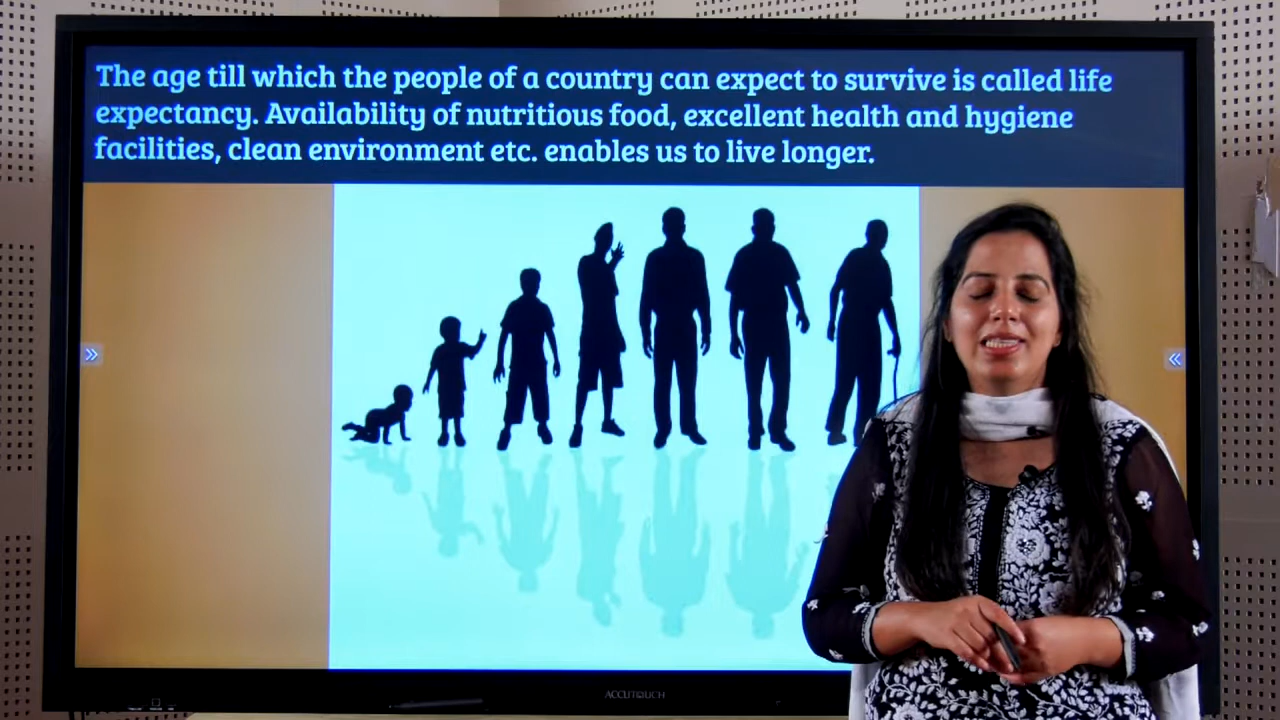 The age till which the people of a country can expect to survive is called life
expectancy. Availability of nutritious food, excellent health and hygiene
facilities, clean environment etc. enables us to live longer.
ACCUTOUCH